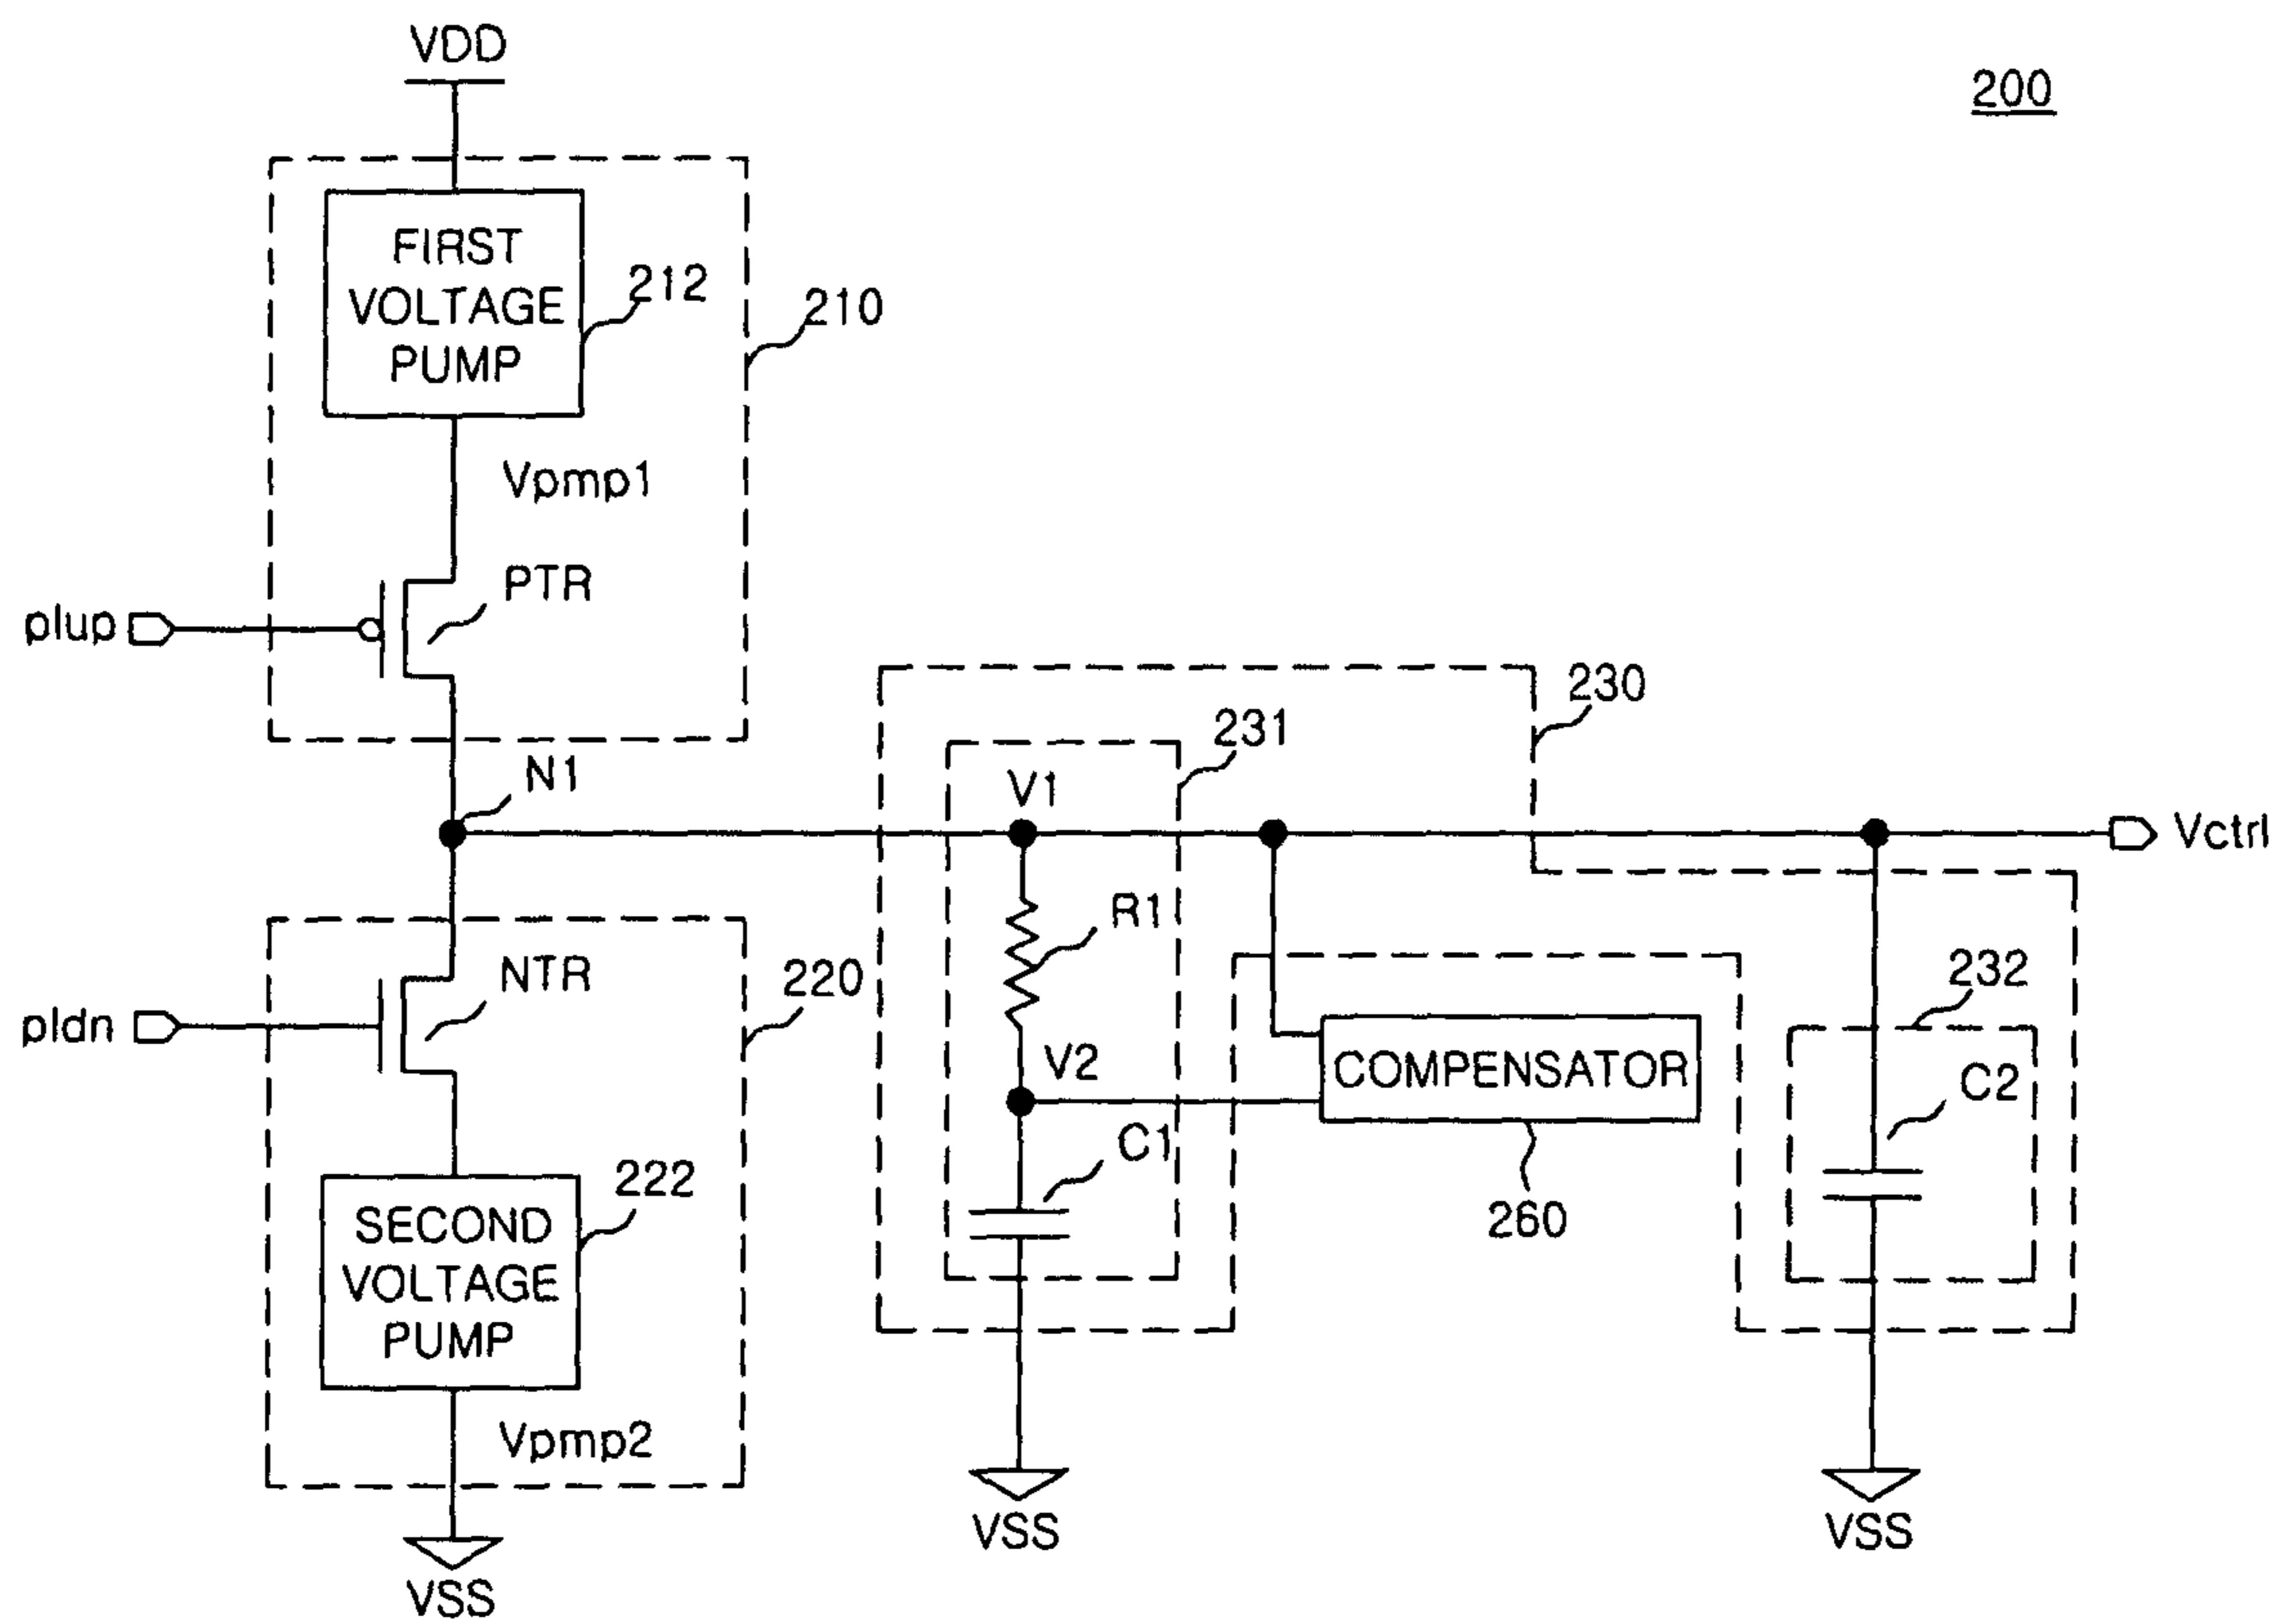 VDD
200
FIRST
VOLTAGE
PUMP
212
210
Vpmp1
PTR
plup
230
231
N1
V1
Vctrl
R1
NTR
220
232
pldn
V2
COMPENSATOR
C2
C1
222
260
SECOND
VOLTAGE
PUMP
Vpmp2
VSS
VSS
VSS